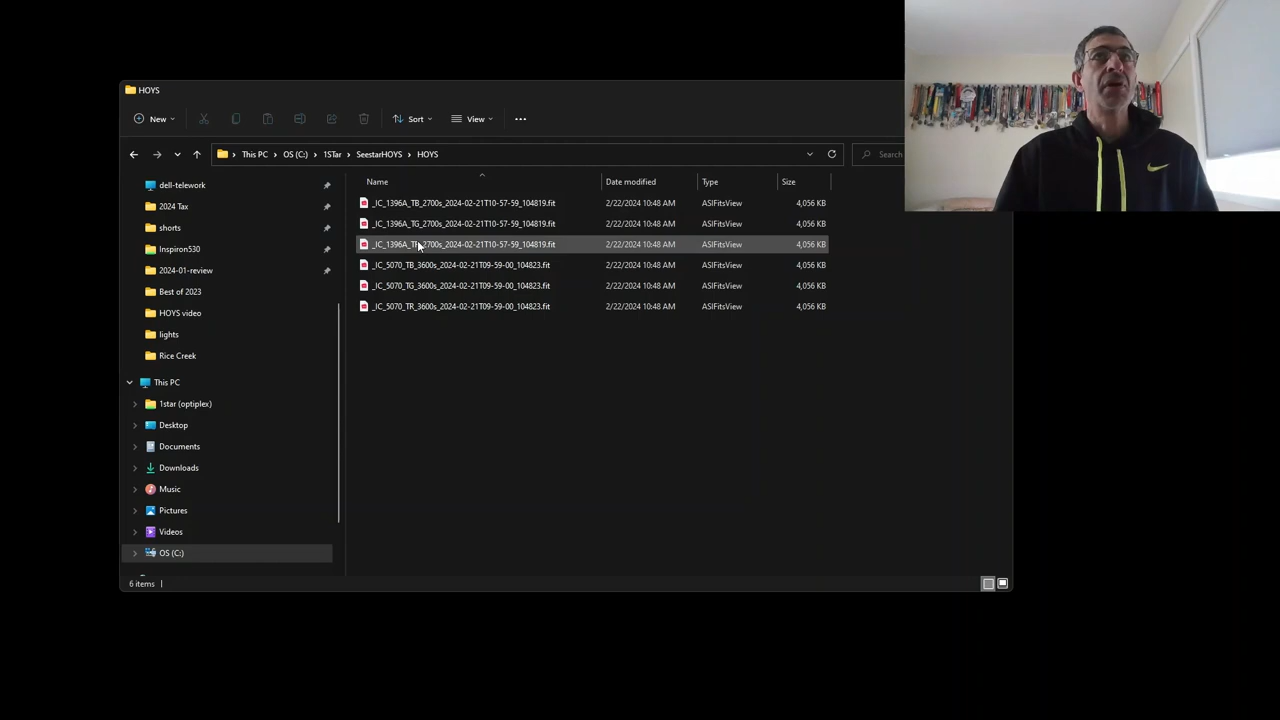 HOYS
New
Sort
View
This PC > OS (C:) > 1STar > SeestarHOYS > HOYS
Search
Name Date modified Type Size
dell-telework
2024 Tax
shorts
Inspiron530
2024-01-review
Best of 2023
HOYS video
lights
Rice Creek
This PC
1star (optiplex)
Desktop
Documents
Downloads
Music
Pictures
Videos
OS (C:)
_IC_1396A_TB_2700s_2024-02-21T10-57-59_104819.fit 2/22/2024 10:48 AM ASIFitsView 4,056 KB
_IC_1396A_TG_2700s_2024-02-21T10-57-59_104819.fit 2/22/2024 10:48 AM ASIFitsView 4,056 KB
_IC_1396A_TR_2700s_2024-02-21T10-57-59_104819.fit 2/22/2024 10:48 AM ASIFitsView 4,056 KB
_IC_5070_TB_3600s_2024-02-21T09-59-00_104823.fit 2/22/2024 10:48 AM ASIFitsView 4,056 KB
_IC_5070_TG_3600s_2024-02-21T09-59-00_104823.fit 2/22/2024 10:48 AM ASIFitsView 4,056 KB
_IC_5070_TR_3600s_2024-02-21T09-59-00_104823.fit 2/22/2024 10:48 AM ASIFitsView 4,056 KB
6 items